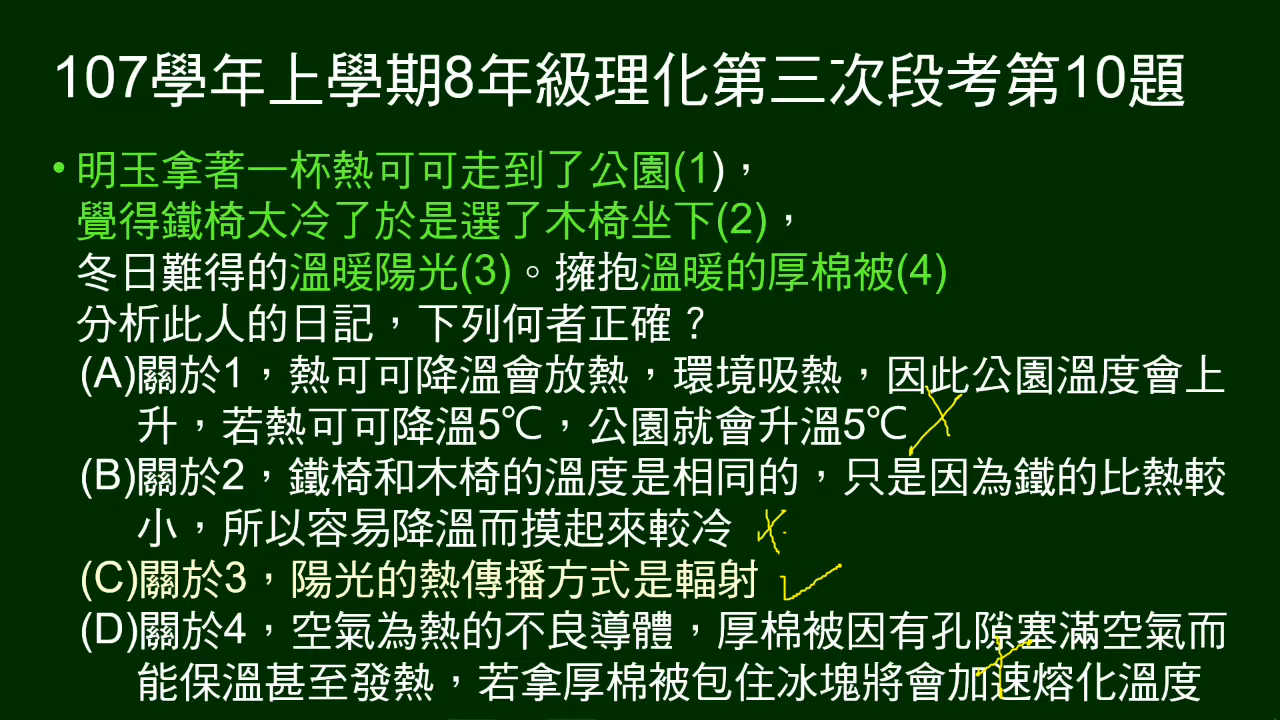 107學年上學期8年級理化第三次段考第10題
•明玉拿著一杯熱可可走到了公園(1)，
覺得鐵椅太冷了於是選了木椅坐下(2)，
冬日難得的溫暖陽光(3)。擁抱溫暖的厚棉被(4)
分析此人的日記，下列何者正確？
(A)關於1，熱可可降溫會放熱，環境吸熱，因此公園溫度會上
升，若熱可可降溫5℃，公園就會升溫5℃
(B)關於2，鐵椅和木椅的溫度是相同的，只是因為鐵的比熱較
小，所以容易降溫而摸起來較冷
(C)關於3，陽光的熱傳播方式是輻射
(D)關於4，空氣為熱的不良導體，厚棉被因有孔隙塞滿空氣而
能保溫甚至發熱，若拿厚棉被包住冰塊將會加速熔化溫度